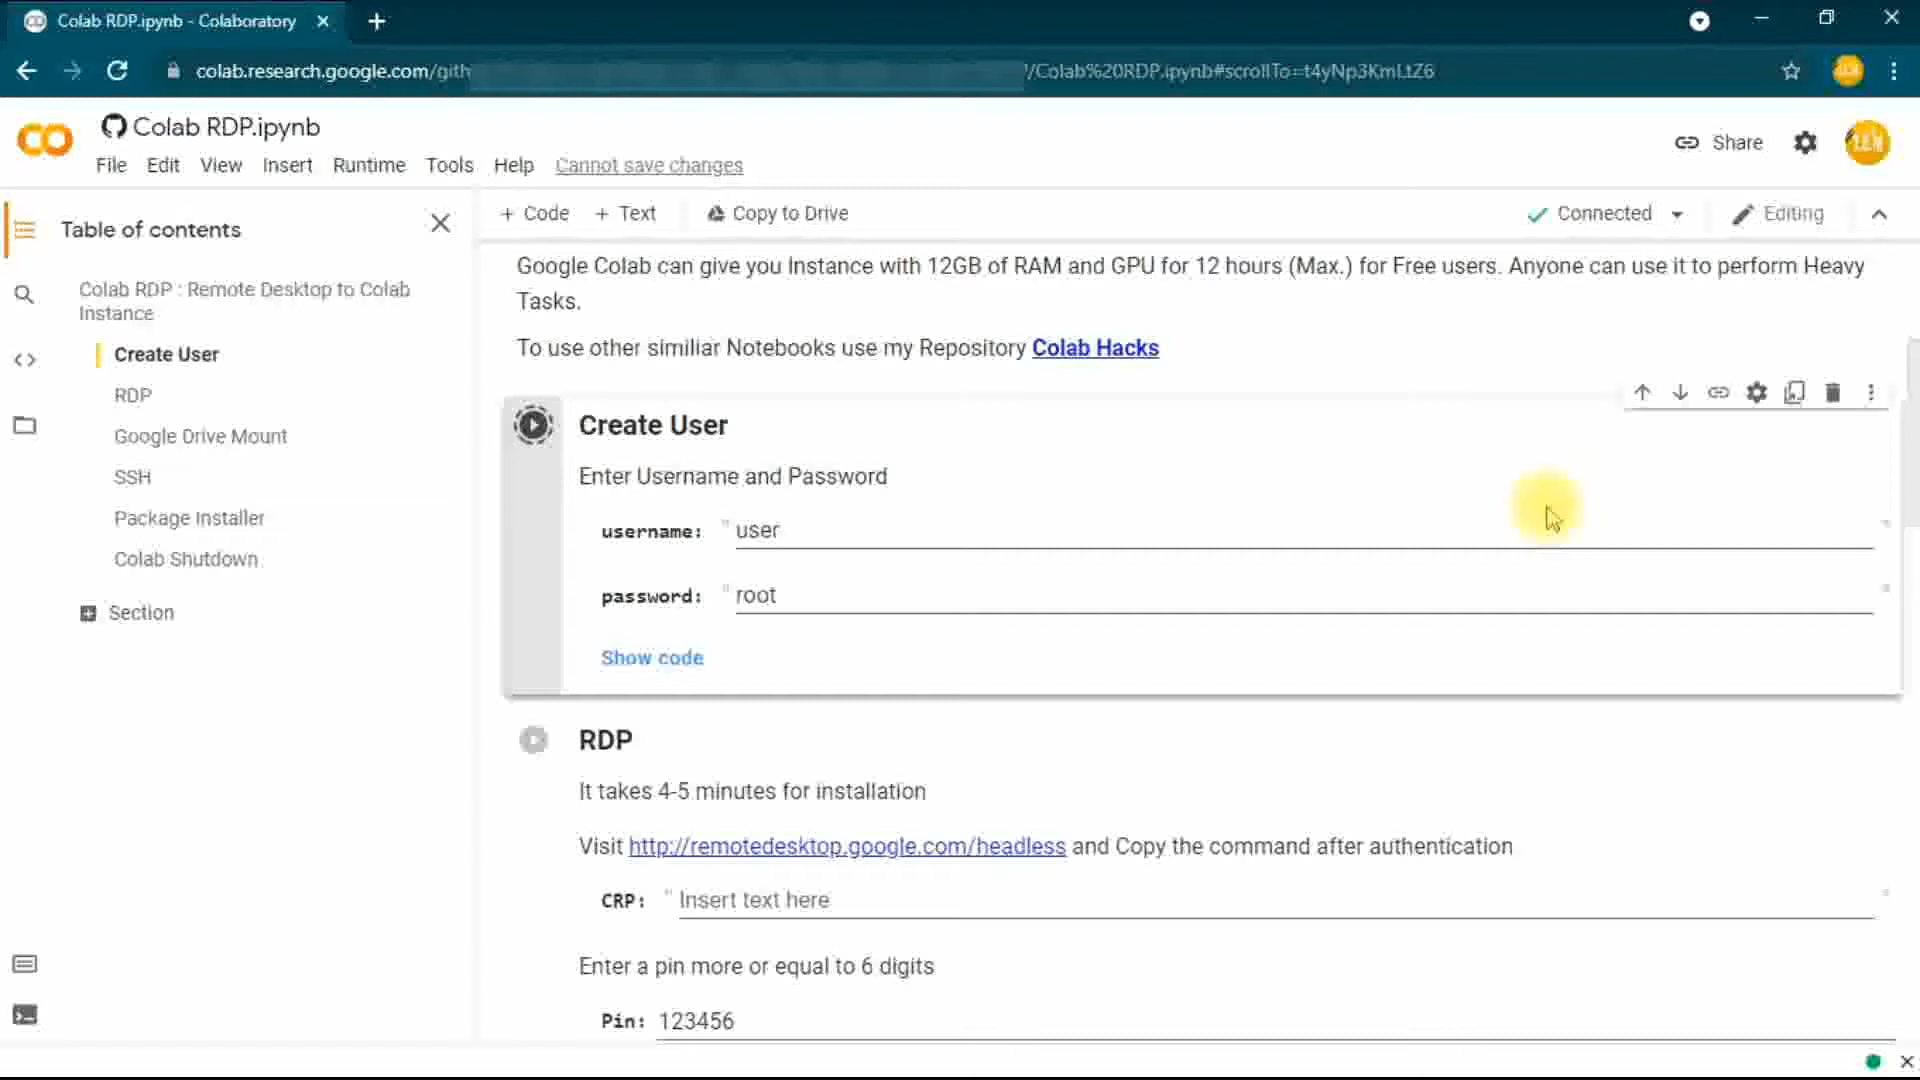 Colab RDP.ipynb - Colaboratory
colab.research.google.com/gith
/Colab%20RDP.ipynb#scrollTo=t4yNp3KmLtZ6
Colab RDP.ipynb
File Edit View Insert Runtime Tools Help Cannot save changes
Share
Table of contents
Colab RDP : Remote Desktop to Colab
Instance
Create User
RDP
Google Drive Mount
SSH
Package Installer
Colab Shutdown
Section
+ Code + Text Copy to Drive
Connected Editing
Google Colab can give you Instance with 12GB of RAM and GPU for 12 hours (Max.) for Free users. Anyone can use it to perform Heavy
Tasks.
To use other similiar Notebooks use my Repository Colab Hacks
Create User
Enter Username and Password
username: " user "
password: " root "
Show code
RDP
It takes 4-5 minutes for installation
Visit http://remotedesktop.google.com/headless and Copy the command after authentication
CRP: " Insert text here "
Enter a pin more or equal to 6 digits
Pin: 123456